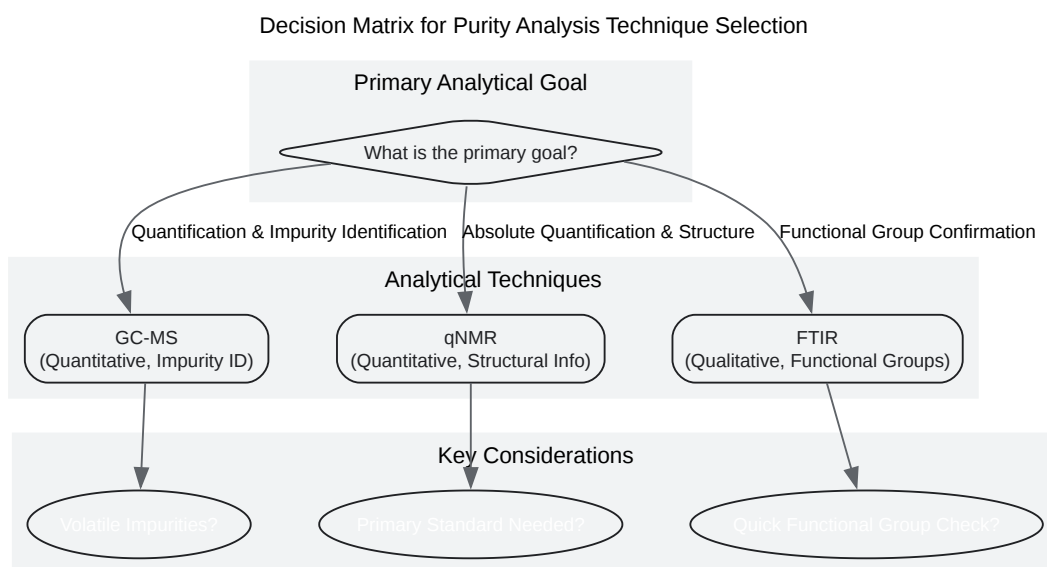 Decision Matrix for Purity Analysis Technique Selection
Primary Analytical Goal
What is the primary goal?
Quantification & Impurity Identification
Absolute Quantification & Structure
Functional Group Confirmation
Analytical Techniques
GC-MS
(Quantitative, Impurity ID)
qNMR
(Quantitative, Structural Info)
FTIR
(Qualitative, Functional Groups)
Key Considerations
Volatile Impurities?
Primary Standard Needed?
Quick Functional Group Check?